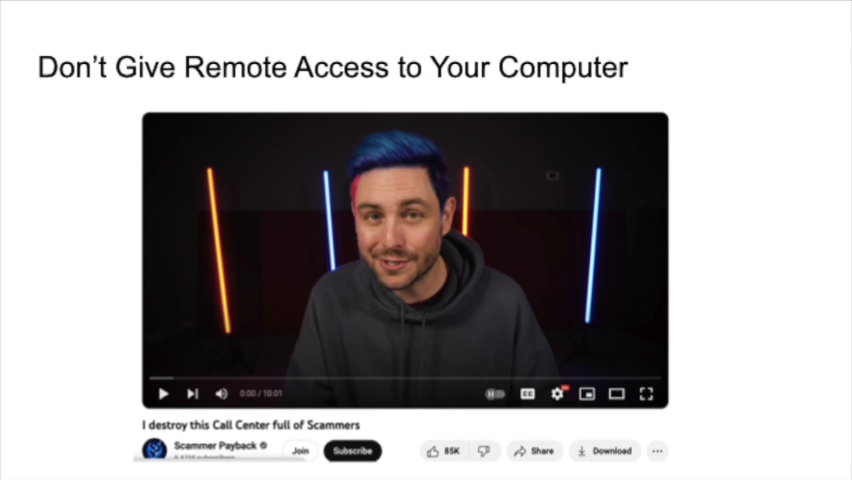 Don’t Give Remote Access to Your Computer
0:00 / 10:01
CC
I destroy this Call Center full of Scammers
Scammer Payback
Join
Subscribe
85K
Share
Download